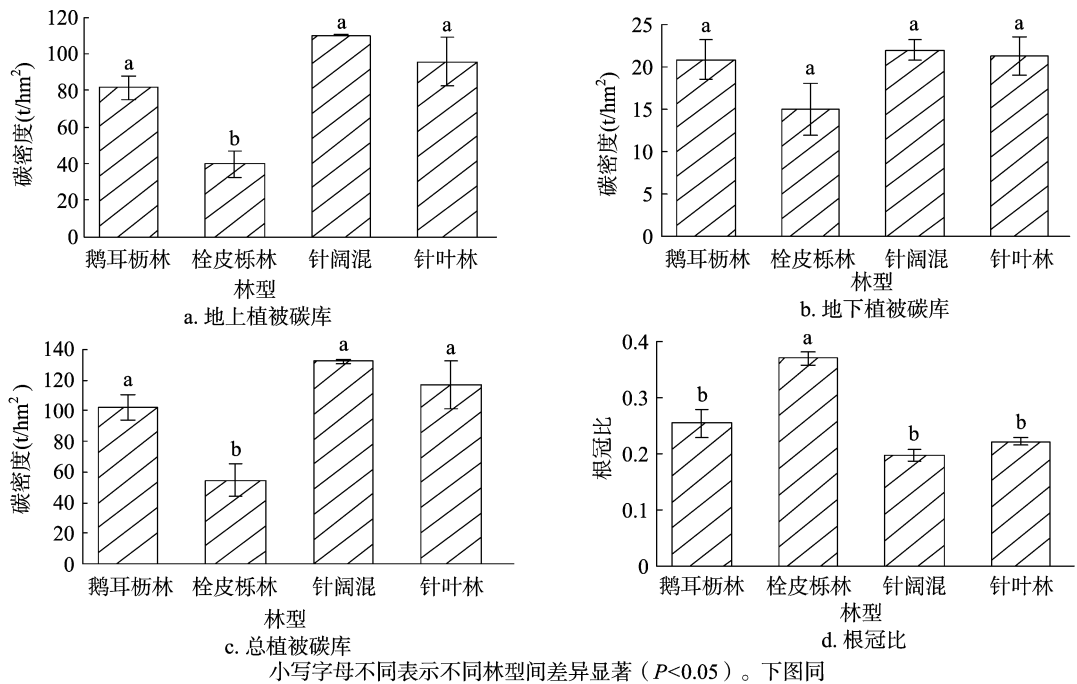 120
100
80
60
40
20
0
碳密度(t/hm²)
a
b
a
a
鹅耳枥林 栓皮栎林 针阔混 针叶林
林型
a. 地上植被碳库
25
20
15
10
5
0
碳密度(t/hm²)
a
a
a
a
鹅耳枥林 栓皮栎林 针阔混 针叶林
林型
b. 地下植被碳库
140
120
100
80
60
40
20
0
碳密度(t/hm²)
a
b
a
a
鹅耳枥林 栓皮栎林 针阔混 针叶林
林型
c. 总植被碳库
0.4
0.3
0.2
0.1
0
根冠比
b
a
b
b
鹅耳枥林 栓皮栎林 针阔混 针叶林
林型
d. 根冠比
小写字母不同表示不同林型间差异显著（P<0.05）。下图同